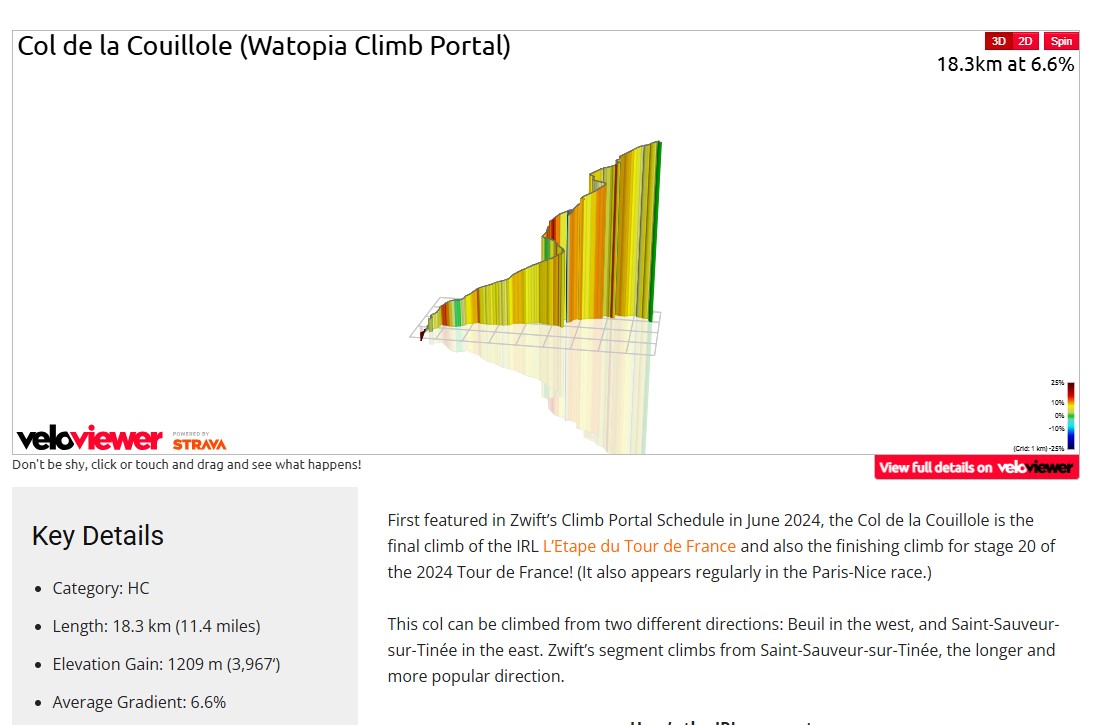 Col de la Couillole (Watopia Climb Portal)
3D 2D Spin
18.3km at 6.6%
25%
10%
0%
-10%
(Grid: 1 km) -25%
veloviewer POWERED BY STRAVA
Don't be shy, click or touch and drag and see what happens!
View full details on veloviewer
Key Details
Category: HC
Length: 18.3 km (11.4 miles)
Elevation Gain: 1209 m (3,967’)
Average Gradient: 6.6%
First featured in Zwift’s Climb Portal Schedule in June 2024, the Col de la Couillole is the
final climb of the IRL L’Etape du Tour de France and also the finishing climb for stage 20 of
the 2024 Tour de France! (It also appears regularly in the Paris-Nice race.)
This col can be climbed from two different directions: Beuil in the west, and Saint-Sauveur-
sur-Tinée in the east. Zwift’s segment climbs from Saint-Sauveur-sur-Tinée, the longer and
more popular direction.